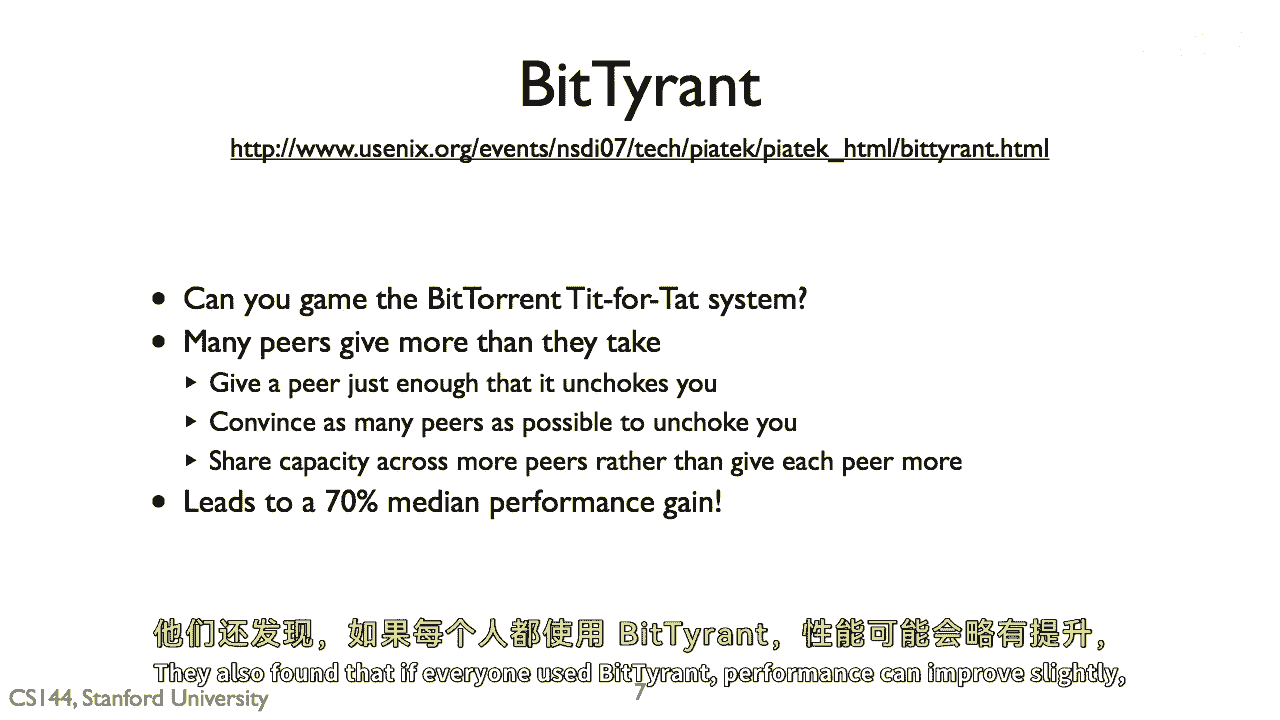 BitTyrant
http://www.usenix.org/events/nsdi07/tech/piatek/piatek_html/bittyrant.html
• Can you game the BitTorrent Tit-for-Tat system?
• Many peers give more than they take
▸ Give a peer just enough that it unchokes you
▸ Convince as many peers as possible to unchoke you
▸ Share capacity across more peers rather than give each peer more
• Leads to a 70% median performance gain!
他们还发现，如果每个人都使用 BitTyrant，性能可能会略有提升，
They also found that if everyone used BitTyrant, performance can improve slightly,
CS144, Stanford University
7